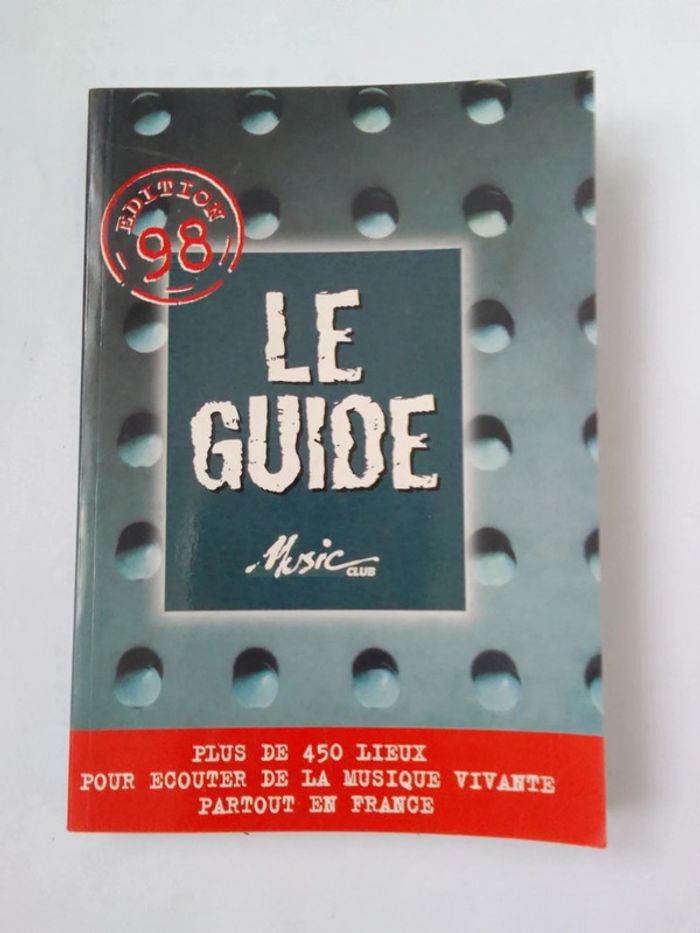 EDITION
98
LE
GUIDE
Music
CLUB
PLUS DE 450 LIEUX
POUR ECOUTER DE LA MUSIQUE VIVANTE
PARTOUT EN FRANCE